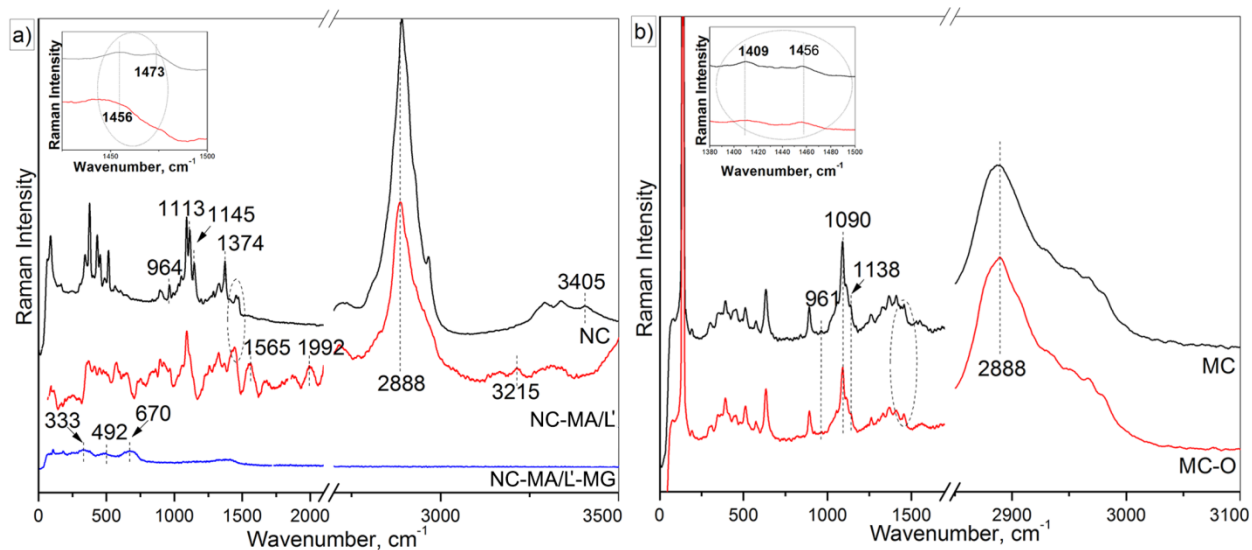 a)
Raman Intensity
1473
1456
1450
1500
Wavenumber, cm⁻¹
Raman Intensity
1113
1145
1374
964
3405
NC
1565
1992
2888
3215
NC-MA/Ľ
333
492
670
NC-MA/Ľ-MG
0 500 1000 1500 2000 3000 3500
Wavenumber, cm⁻¹
b)
Raman Intensity
1409
1456
1380 1400 1420 1440 1460 1480 1500
Wavenumber, cm⁻¹
Raman Intensity
1090
1138
961
2888
MC
MC-O
0 500 1000 1500 2900 3000 3100
Wavenumber, cm⁻¹